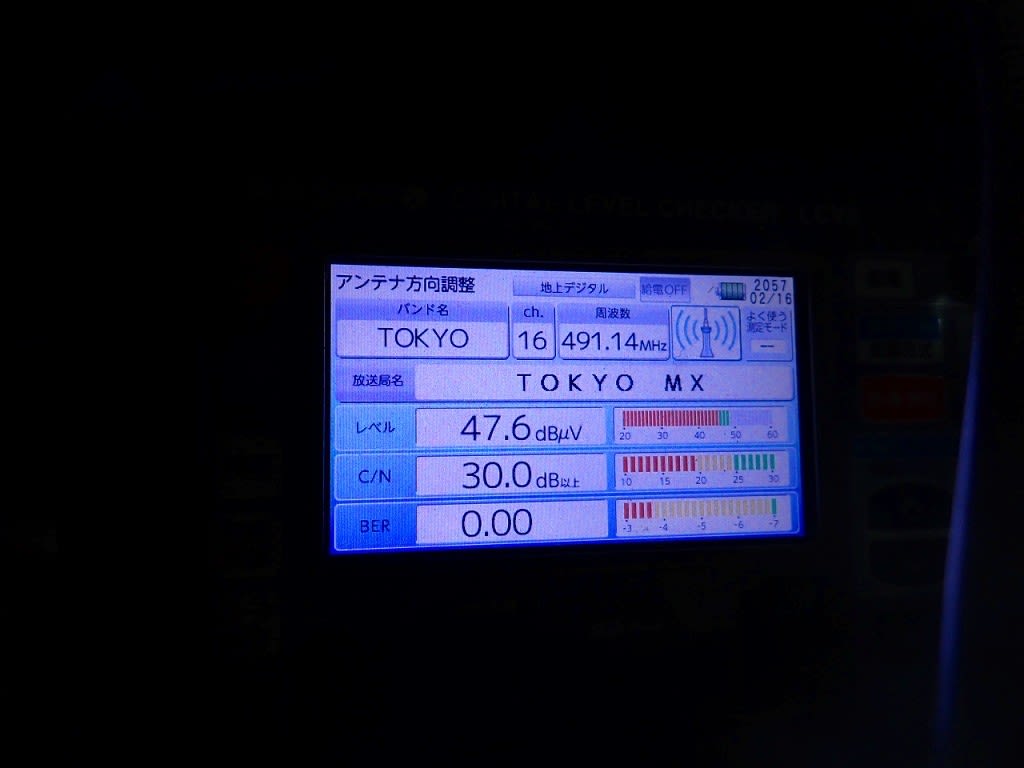 DIGITAL LEVEL CHECKER
アンテナ方向調整 地上デジタル 給電OFF 2057
02/16
バンド名 ch. 周波数 よく使う
測定モード
TOKYO 16 491.14MHz ---
放送局名 TOKYO MX
レベル 47.6dBμV 20 30 40 50 60
C/N 30.0dB以上 10 15 20 25 30
BER 0.00 -3 -4 -5 -6 -7